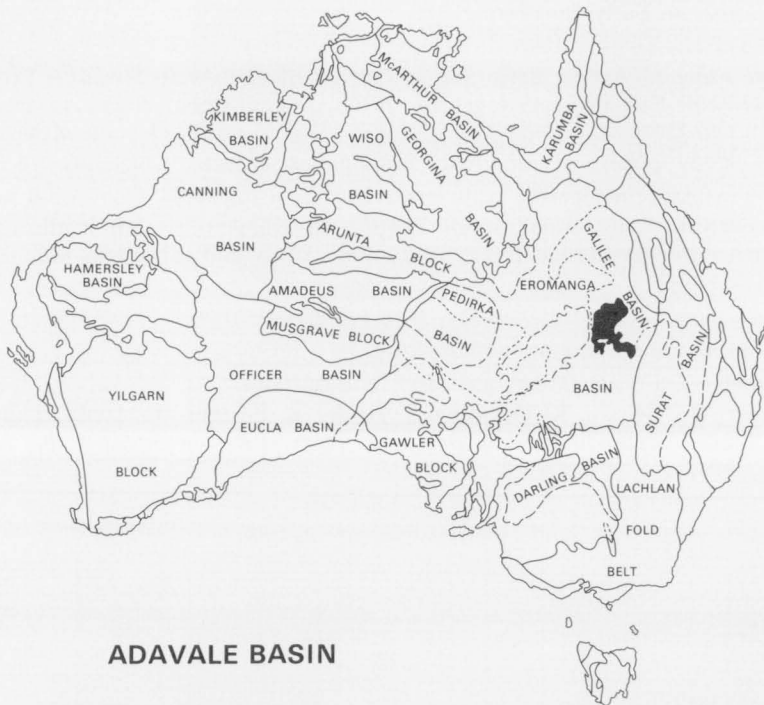 McARTHUR BASIN
KIMBERLEY
BASIN
WISO
BASIN
GEORGINA
BASIN
KARUMBA
BASIN
CANNING
BASIN
ARUNTA
BLOCK
GALILEE
BASIN
HAMERSLEY
BASIN
AMADEUS BASIN
PEDIRKA
BASIN
EROMANGA
BASIN
MUSGRAVE BLOCK
OFFICER BASIN
YILGARN
BLOCK
EUCLA BASIN
GAWLER
BLOCK
SURAT BASIN
DARLING BASIN
LACHLAN
FOLD
BELT
ADAVALE BASIN